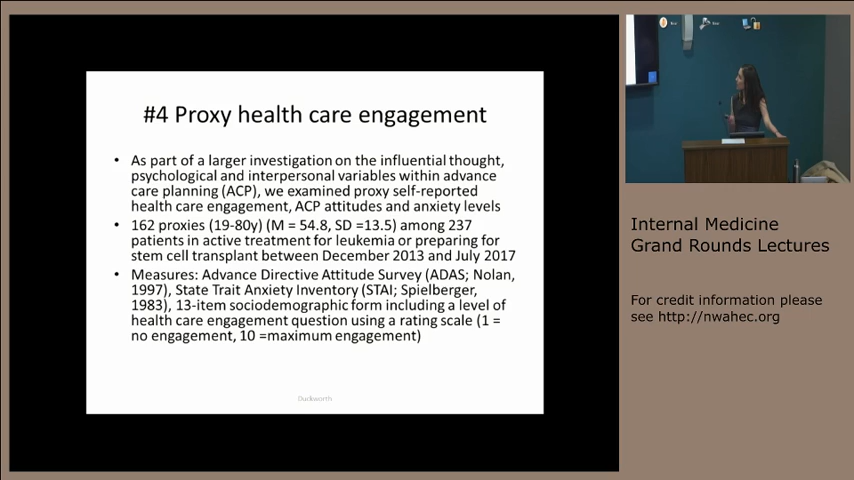 #4 Proxy health care engagement
• As part of a larger investigation on the influential thought,
psychological and interpersonal variables within advance
care planning (ACP), we examined proxy self-reported
health care engagement, ACP attitudes and anxiety levels
• 162 proxies (19-80y) (M = 54.8, SD =13.5) among 237
patients in active treatment for leukemia or preparing for
stem cell transplant between December 2013 and July 2017
• Measures: Advance Directive Attitude Survey (ADAS; Nolan,
1997), State Trait Anxiety Inventory (STAI; Spielberger,
1983), 13-item sociodemographic form including a level of
health care engagement question using a rating scale (1 =
no engagement, 10 =maximum engagement)
Duckworth
Internal Medicine
Grand Rounds Lectures
For credit information please
see http://nwahec.org